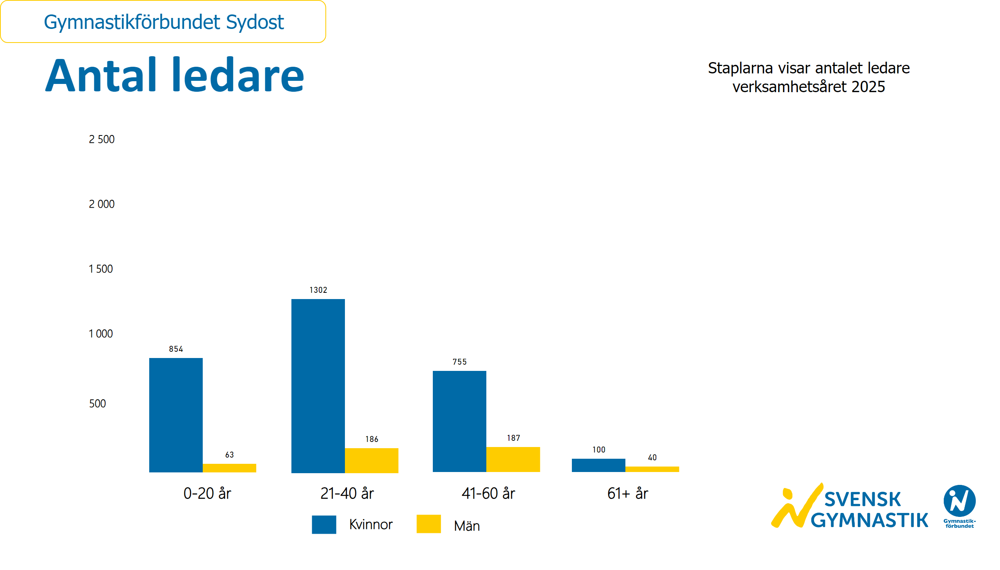 Gymnastikförbundet Sydost
Antal ledare
Staplarna visar antalet ledare
verksamhetsåret 2025
2 500
2 000
1 500
1 000
500
854
63
1302
186
755
187
100
40
0-20 år
21-40 år
41-60 år
61+ år
Kvinnor
Män
SVENSK
GYMNASTIK
Gymnastik-
förbundet